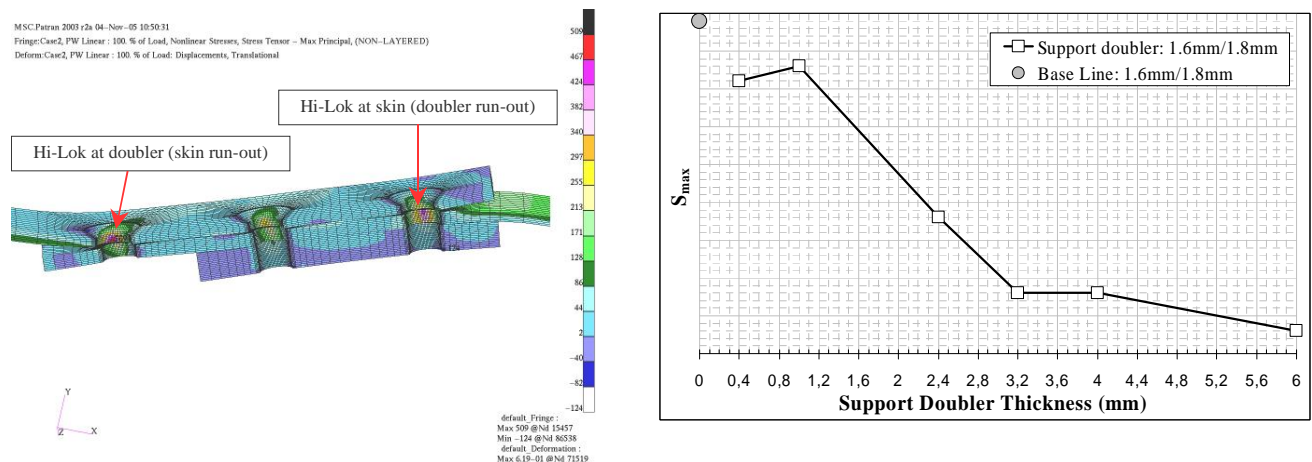 MSC.Patran 2003 r2a 04-Nov-05 10:50:31
Fringe:Case2, PW Linear : 100. % of Load, Nonlinear Stresses, Stress Tensor - Max Principal, (NON-LAYERED)
Deform:Case2, PW Linear : 100. % of Load: Displacements, Translational
Hi-Lok at skin (doubler run-out)
Hi-Lok at doubler (skin run-out)
509
467
424
382
340
297
255
213
171
128
86
44
2
-40
-82
-124
Y
Z X
default_Fringe :
Max 509 @Nd 15457
Min -124 @Nd 86538
default_Deformation :
Max 6.19-01 @Nd 71519
Support doubler: 1.6mm/1.8mm
Base Line: 1.6mm/1.8mm
Smax
0 0,4 0,8 1,2 1,6 2 2,4 2,8 3,2 3,6 4 4,4 4,8 5,2 5,6 6
Support Doubler Thickness (mm)